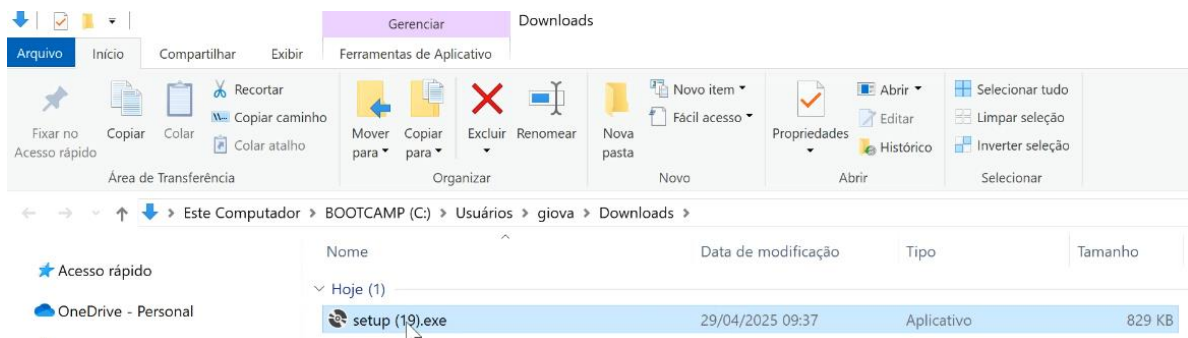 Gerenciar
Downloads
Arquivo
Início
Compartilhar
Exibir
Ferramentas de Aplicativo
Fixar no
Acesso rápido
Copiar
Colar
Recortar
Copiar caminho
Colar atalho
Área de Transferência
Mover
para
Copiar
para
Excluir
Renomear
Organizar
Nova
pasta
Novo item
Fácil acesso
Novo
Propriedades
Abrir
Editar
Histórico
Abrir
Selecionar tudo
Limpar seleção
Inverter seleção
Selecionar
Este Computador > BOOTCAMP (C:) > Usuários > giova > Downloads >
Nome
Data de modificação
Tipo
Tamanho
Acesso rápido
OneDrive - Personal
Hoje (1)
setup (19).exe
29/04/2025 09:37
Aplicativo
829 KB